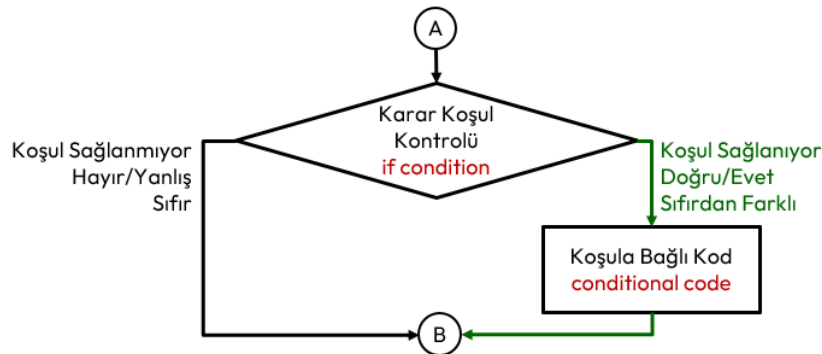 A
Karar Koşul
Kontrolü
if condition
Koşul Sağlanmıyor
Hayır/Yanlış
Sıfır
Koşul Sağlanıyor
Doğru/Evet
Sıfırdan Farklı
Koşula Bağlı Kod
conditional code
B